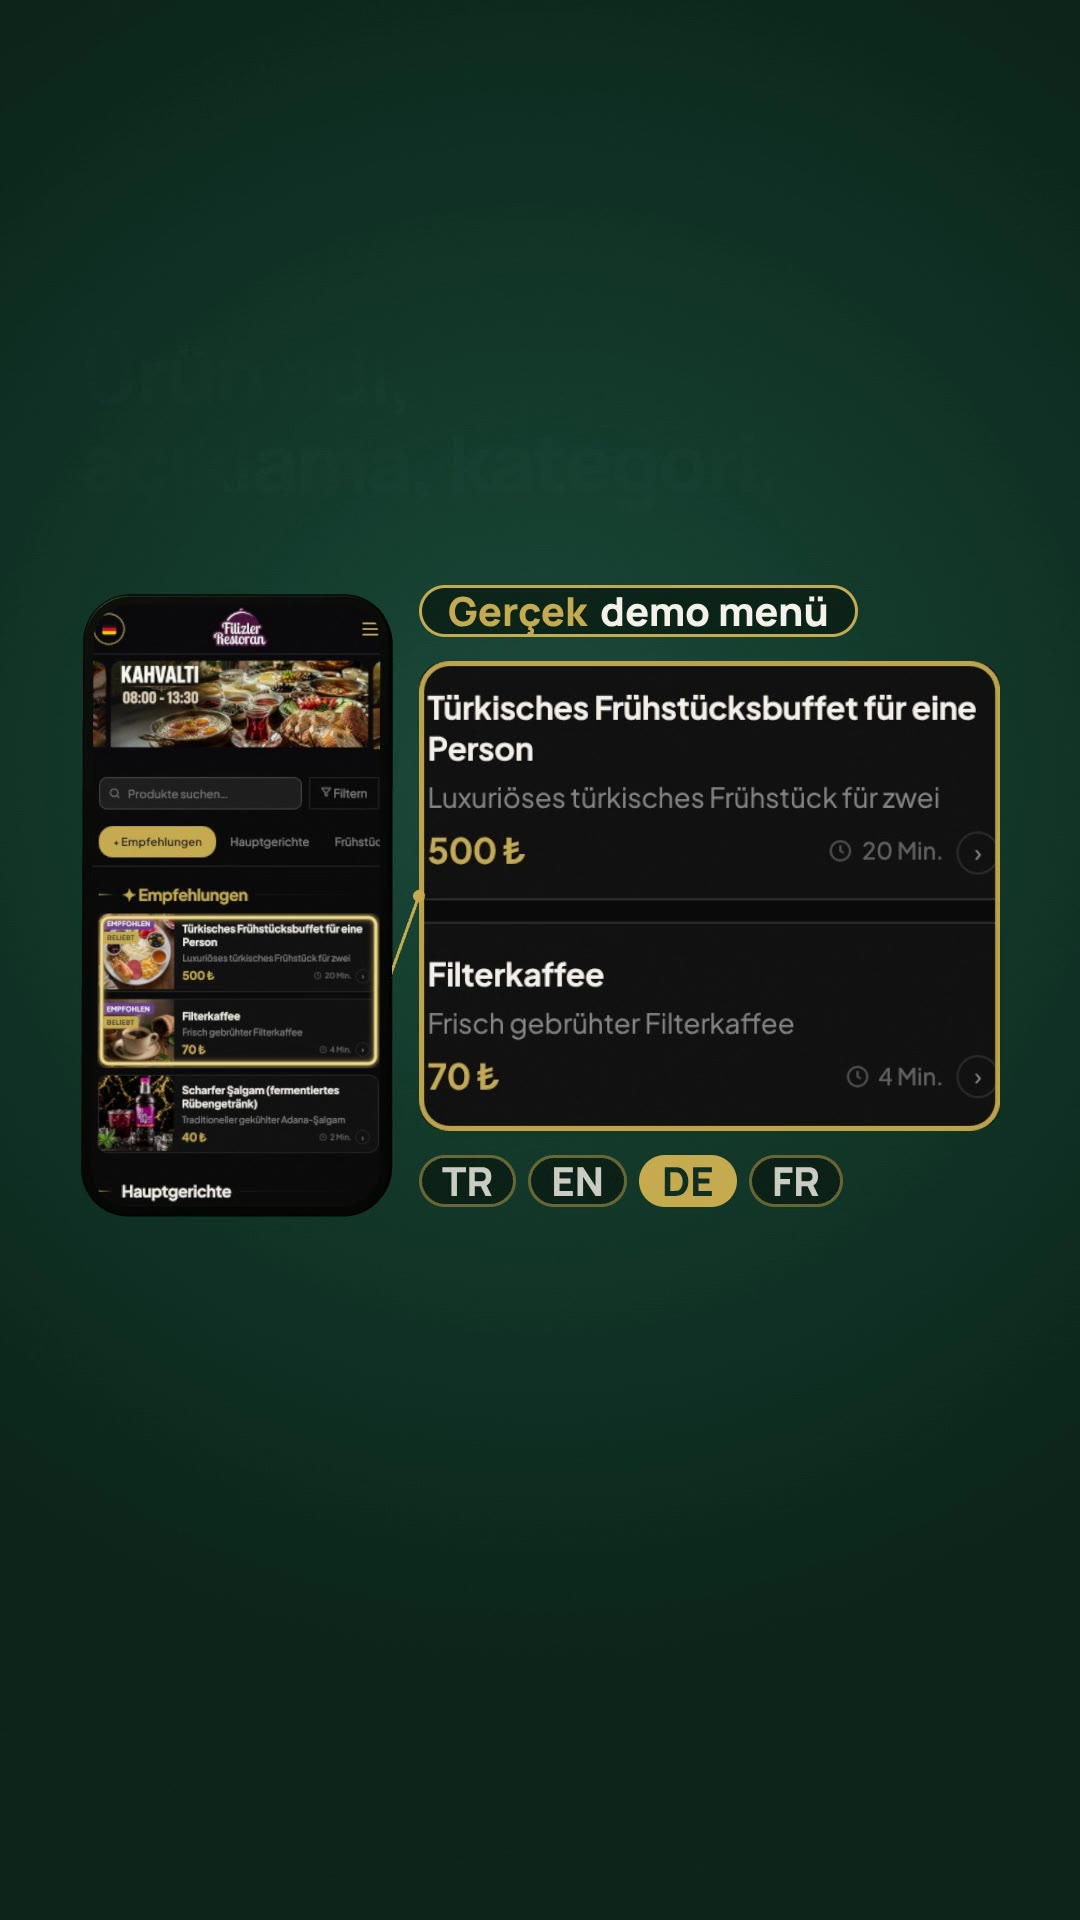 Ürün adı,
açıklama, kategori,
Gerçek demo menü
Filizler
Restoran
KAHVALTI
08:00 - 13:30
Produkte suchen...
Filtern
Empfehlungen
Hauptgerichte
Frühstüc
Empfehlungen
EMPFOHLEN
BELIEBT
Türkisches Frühstücksbuffet für eine
Person
Luxuriöses türkisches Frühstück für zwei
500 ₺
20 Min.
EMPFOHLEN
BELIEBT
Filterkaffee
Frisch gebrühter Filterkaffee
70 ₺
4 Min.
Scharfer Şalgam (fermentiertes
Rübengetränk)
Traditioneller gekühlter Adana-Şalgam
40 ₺
2 Min.
Hauptgerichte
Türkisches Frühstücksbuffet für eine
Person
Luxuriöses türkisches Frühstück für zwei
500 ₺
20 Min.
Filterkaffee
Frisch gebrühter Filterkaffee
70 ₺
4 Min.
TR EN DE FR